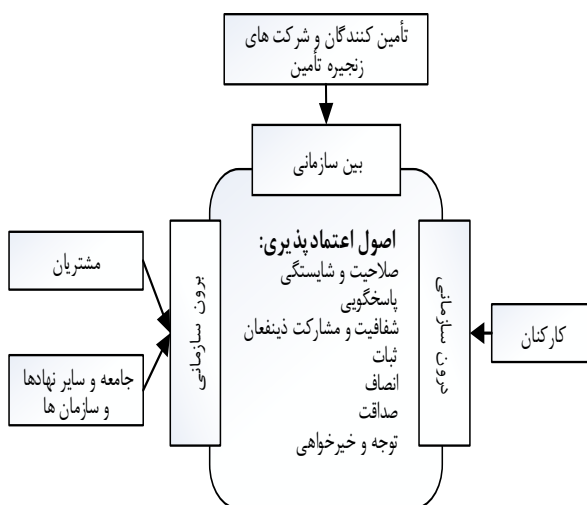 تأمین کنندگان و شرکت های
زنجیره تأمین
بین سازمانی
اصول اعتمادپذیری:
صلاحیت و شایستگی
پاسخگویی
شفافیت و مشارکت ذینفعان
ثبات
انصاف
صداقت
توجه و خیرخواهی
درون سازمانی
کارکنان
برون سازمانی
مشتریان
جامعه و سایر نهادها
و سازمان ها